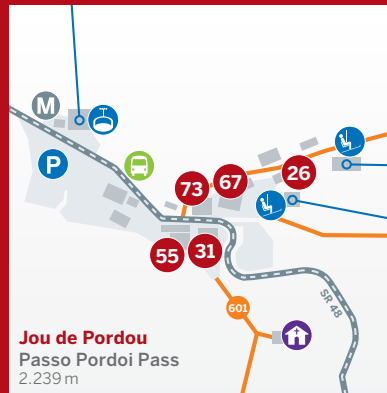 M
P
73
67
26
55
31
SR 48
601
Jou de Pordou
Passo Pordoi Pass
2.239 m